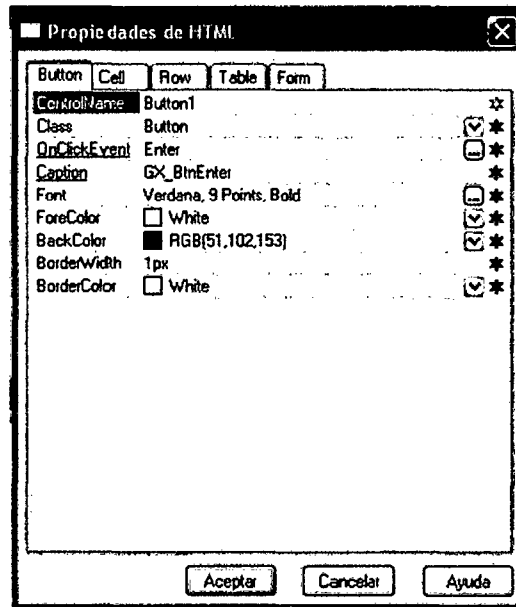 Propiedades de HTML
Button Cell Row Table Form
ControlName Button1
Class Button
OnClickEvent Enter
Caption GX_BtnEnter
Font Verdana, 9 Points, Bold
ForeColor White
BackColor RGB(51,102,153)
BorderWidth 1px
BorderColor White
Aceptar Cancelar Ayuda